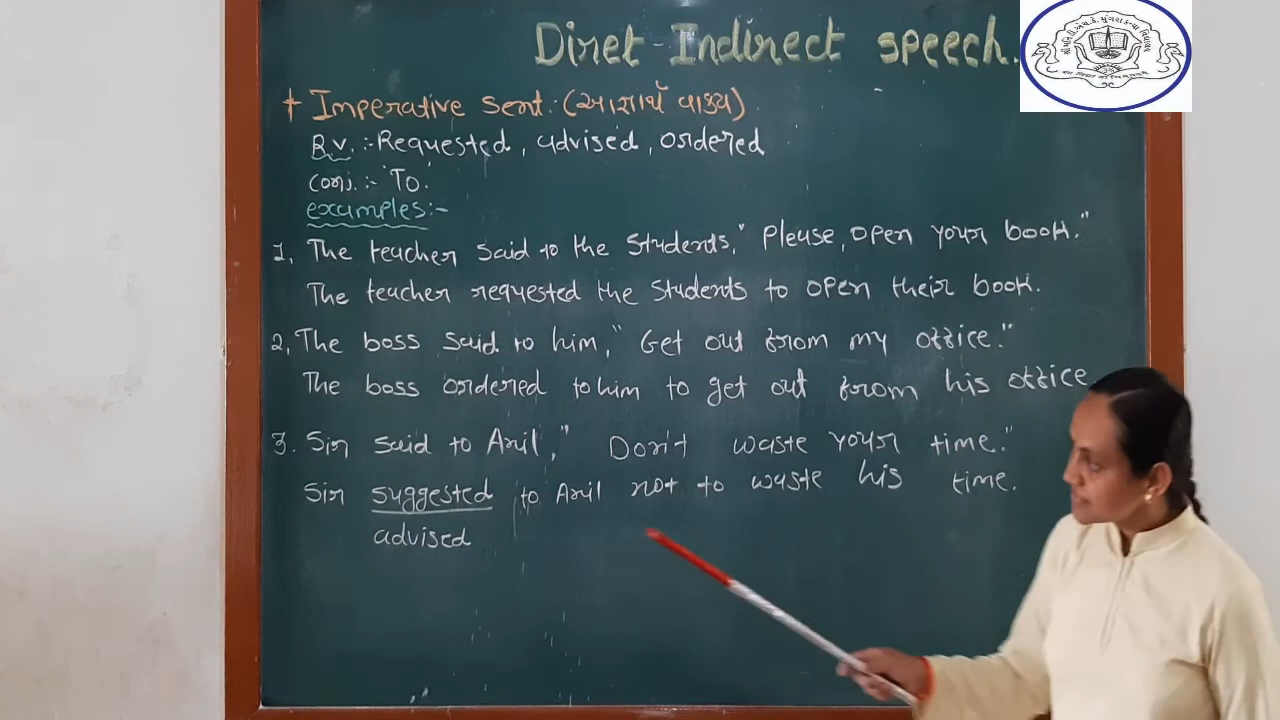 Diret-Indirect speech.
+ Imperative Sent. (આજ્ઞાર્થ વાક્ય)
R.V. :- Requested, advised, ordered
Conj. :- To.
examples:-
1. The teacher said to the students, "Please, open your book."
The teacher requested the students to open their book.
2. The boss said to him, "Get out from my office."
The boss ordered to him to get out from his office
3. Sir said to Anil, "Don't waste your time."
Sir suggested to Anil not to waste his time.
advised